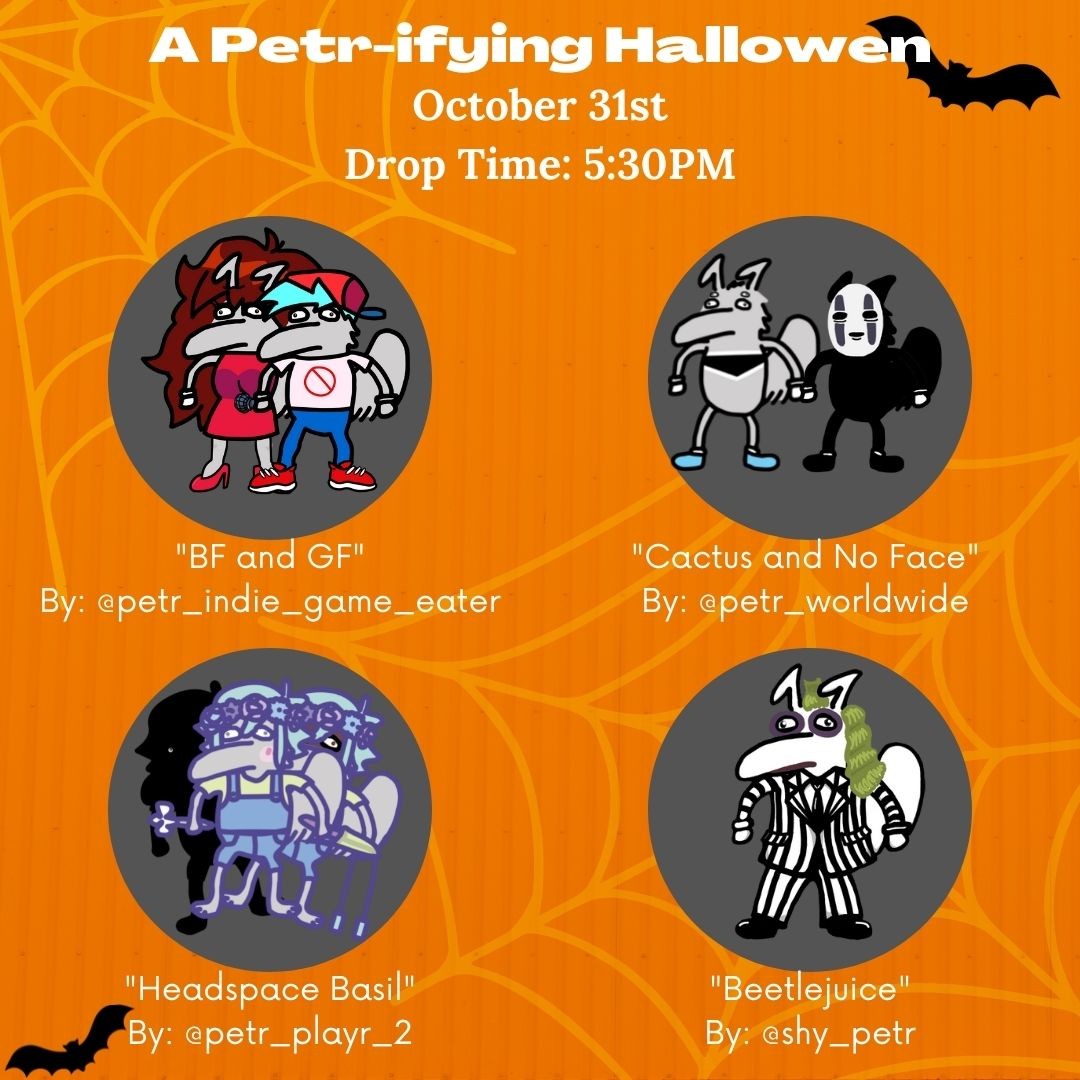 A Petr-ifying Hallowen
October 31st
Drop Time: 5:30PM
"BF and GF"
By: @petr_indie_game_eater
"Cactus and No Face"
By: @petr_worldwide
"Headspace Basil"
By: @petr_playr_2
"Beetlejuice"
By: @shy_petr